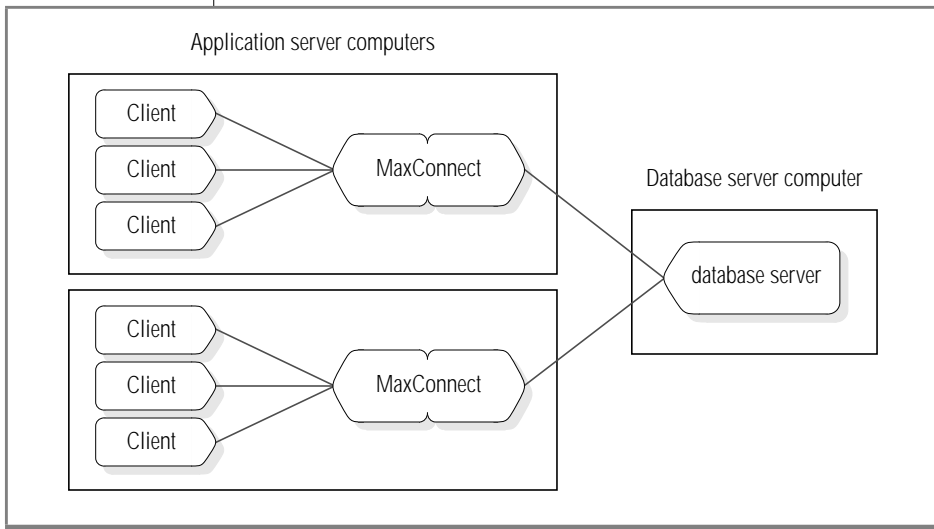 Application server computers
Client
Client
Client
MaxConnect
Database server computer
database server
Client
Client
Client
MaxConnect